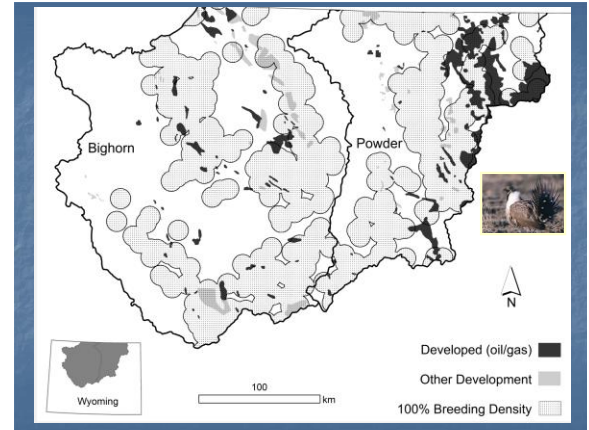 Bighorn
Powder
N
Developed (oil/gas)
Other Development
100% Breeding Density
100
km
Wyoming